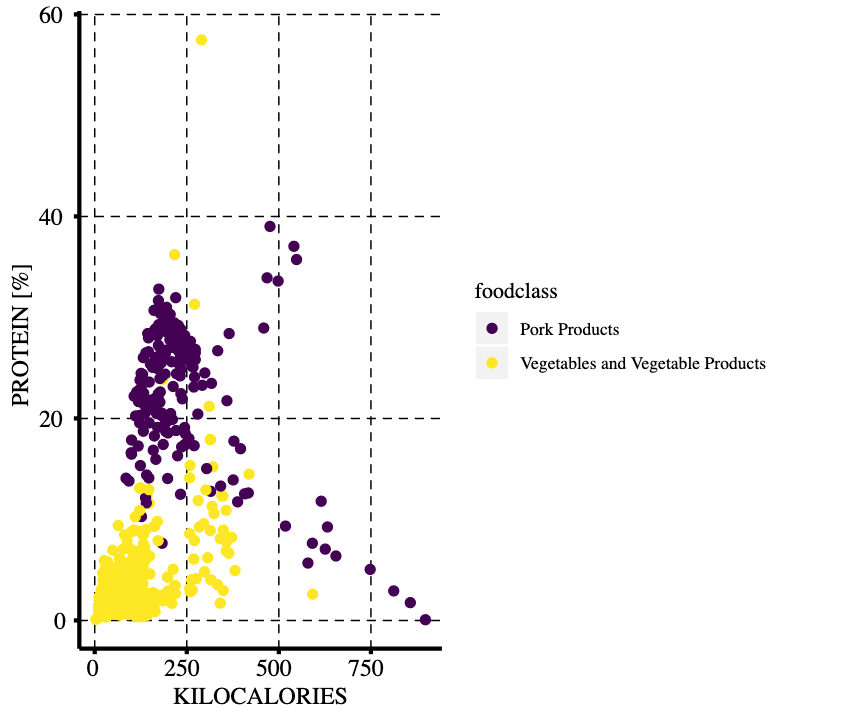 60
40
20
0
PROTEIN [%]
0 250 500 750
KILOCALORIES
foodclass
Pork Products
Vegetables and Vegetable Products